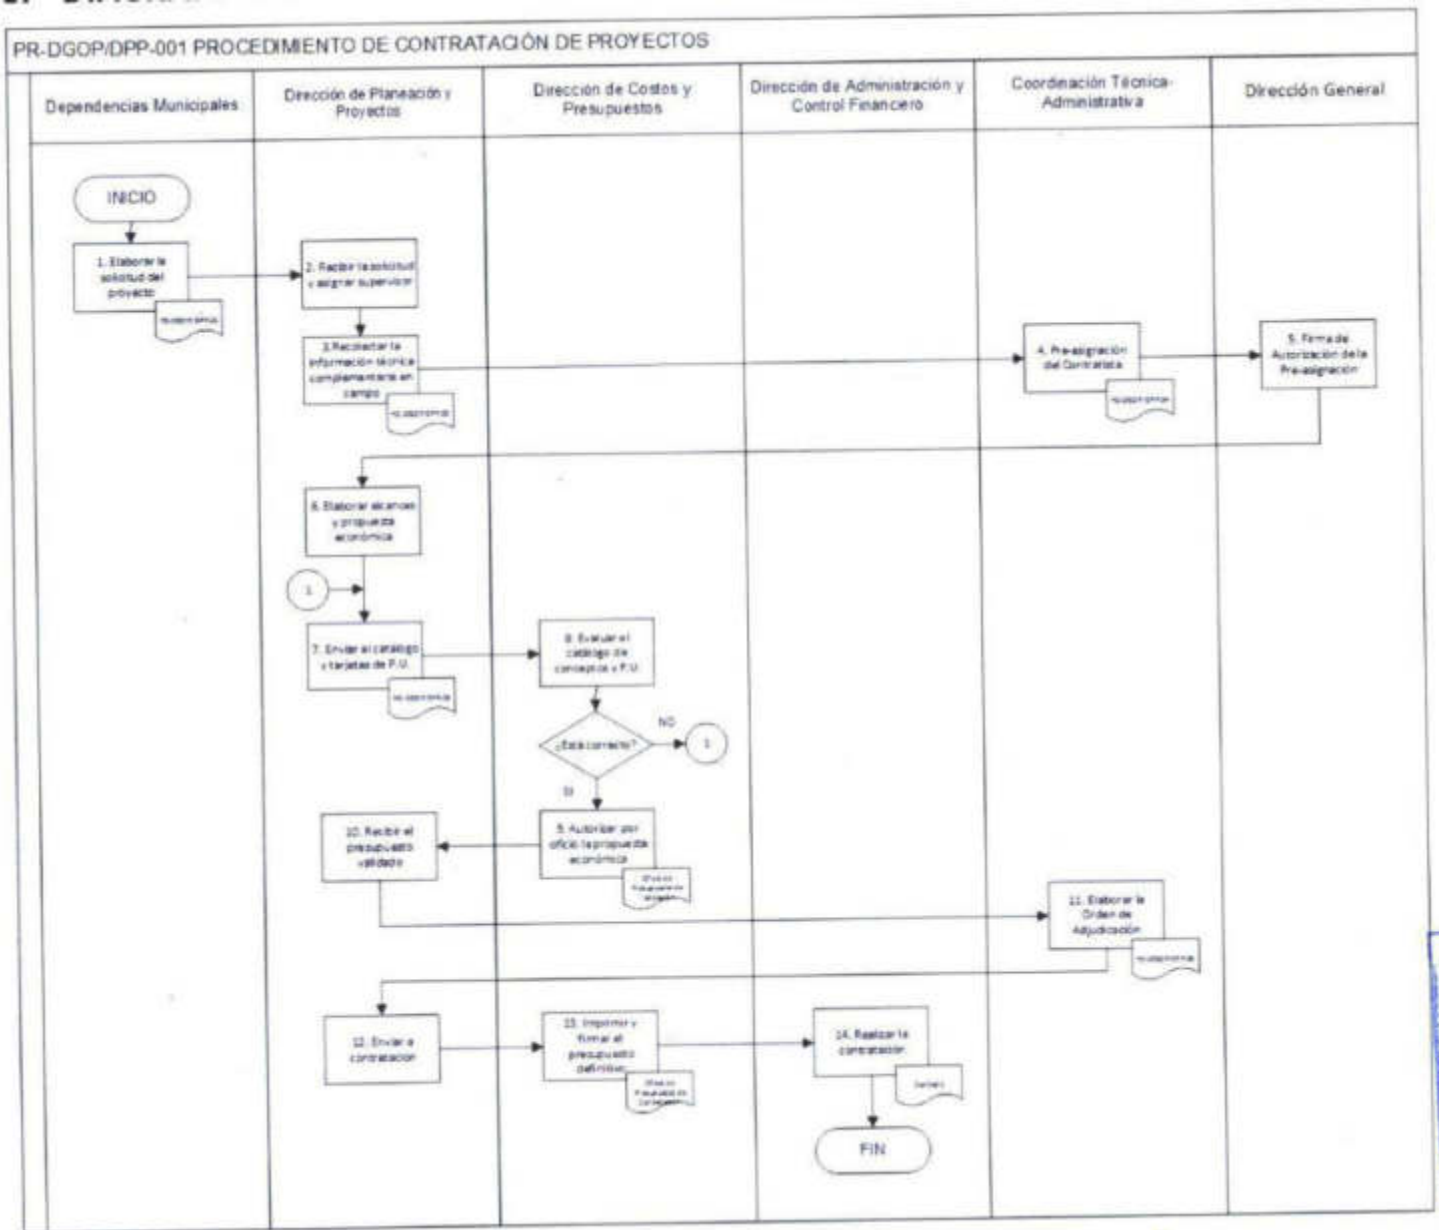 PR-DGOP/DPP-001 PROCEDIMIENTO DE CONTRATACIÓN DE PROYECTOS
Dependencias Municipales
Dirección de Planeación y
Proyectos
Dirección de Costos y
Presupuestos
Dirección de Administración y
Control Financiero
Coordinación Técnica-
Administrativa
Dirección General
INICIO
1. Elaborar la
solicitud del
proyecto
2. Recibir la solicitud
y asignar supervisor
3.Recolectar la
información técnica
complementaria en
campo
4. Pre-asignación
del Contratista
5. Firma de
Autorización de la
Pre-asignación
6. Elaborar alcances
y propuesta
económica
1
7. Enviar el catálogo
y tarjetas de P.U.
8. Evaluar el
catálogo de
conceptos y P.U.
¿Está correcto?
NO
1
SI
9. Autorizar por
oficio la propuesta
económica
10. Recibir el
presupuesto
validado
11. Elaborar la
Orden de
Adjudicación
12. Enviar a
contratación
13. Imprimir y
firmar el
presupuesto
definitivo
14. Realizar la
contratación
Contrato
FIN